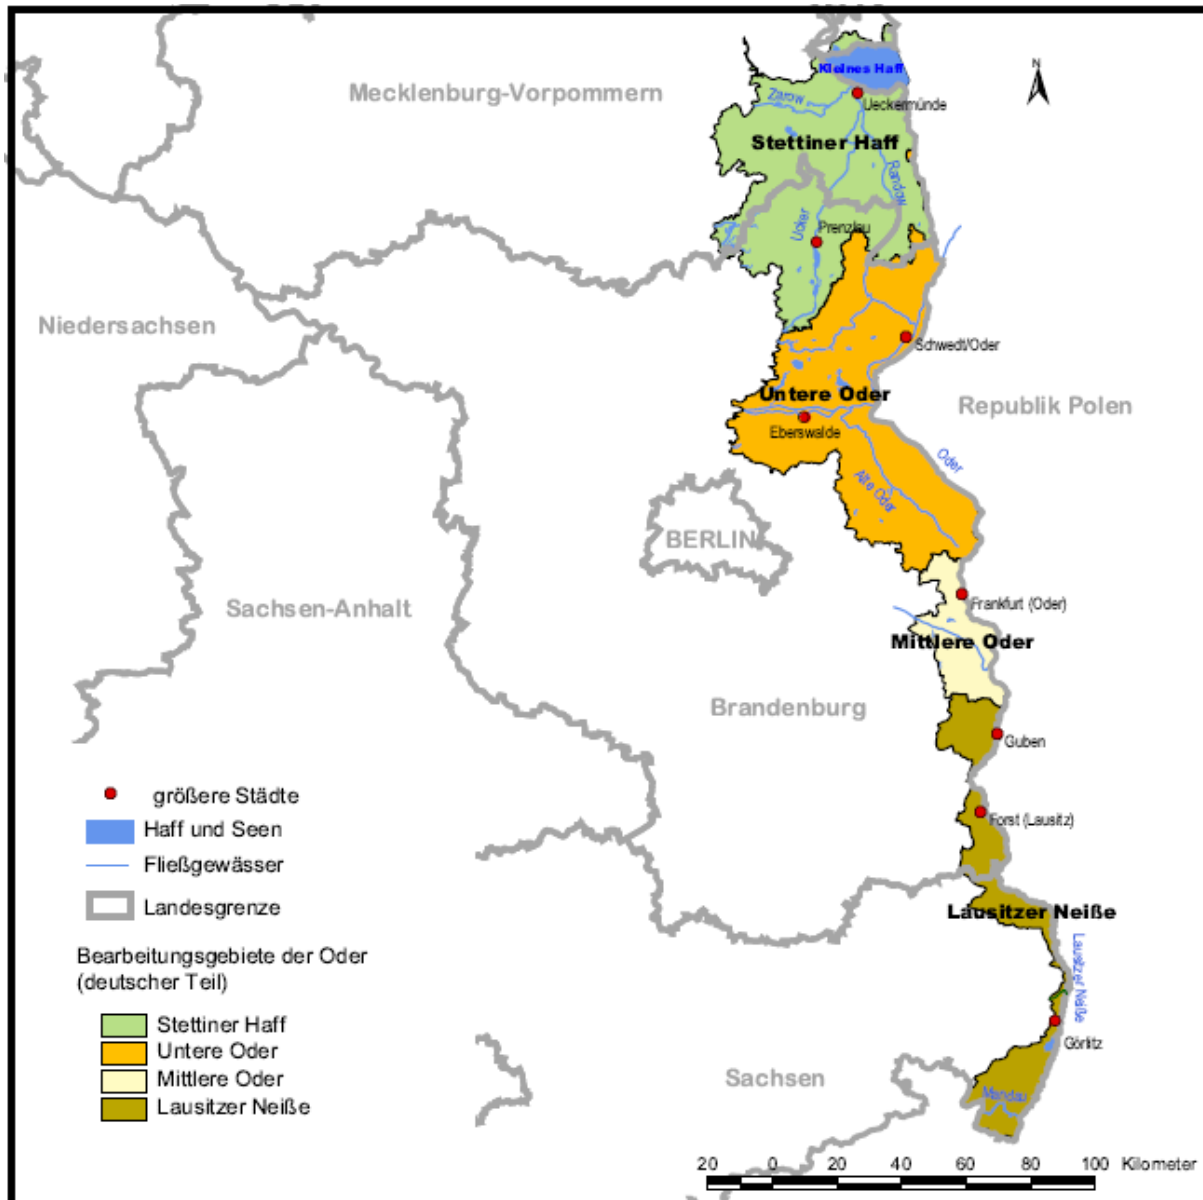 Mecklenburg-Vorpommern
Kleines Haff
N
Zarow
Ueckermünde
Stettiner Haff
Randow
Ucker
Prenzlau
Niedersachsen
Schwedt/Oder
Untere Oder
Republik Polen
Eberswalde
Oder
Alte Oder
BERLIN
Sachsen-Anhalt
Frankfurt (Oder)
Mittlere Oder
Brandenburg
Guben
größere Städte
Forst (Lausitz)
Haff und Seen
Fließgewässer
Landesgrenze
Lausitzer Neiße
Lausitzer Neiße
Bearbeitungsgebiete der Oder
(deutscher Teil)
Stettiner Haff
Untere Oder
Mittlere Oder
Lausitzer Neiße
Görlitz
Sachsen
Mandau
20 0 20 40 60 80 100 Kilometer